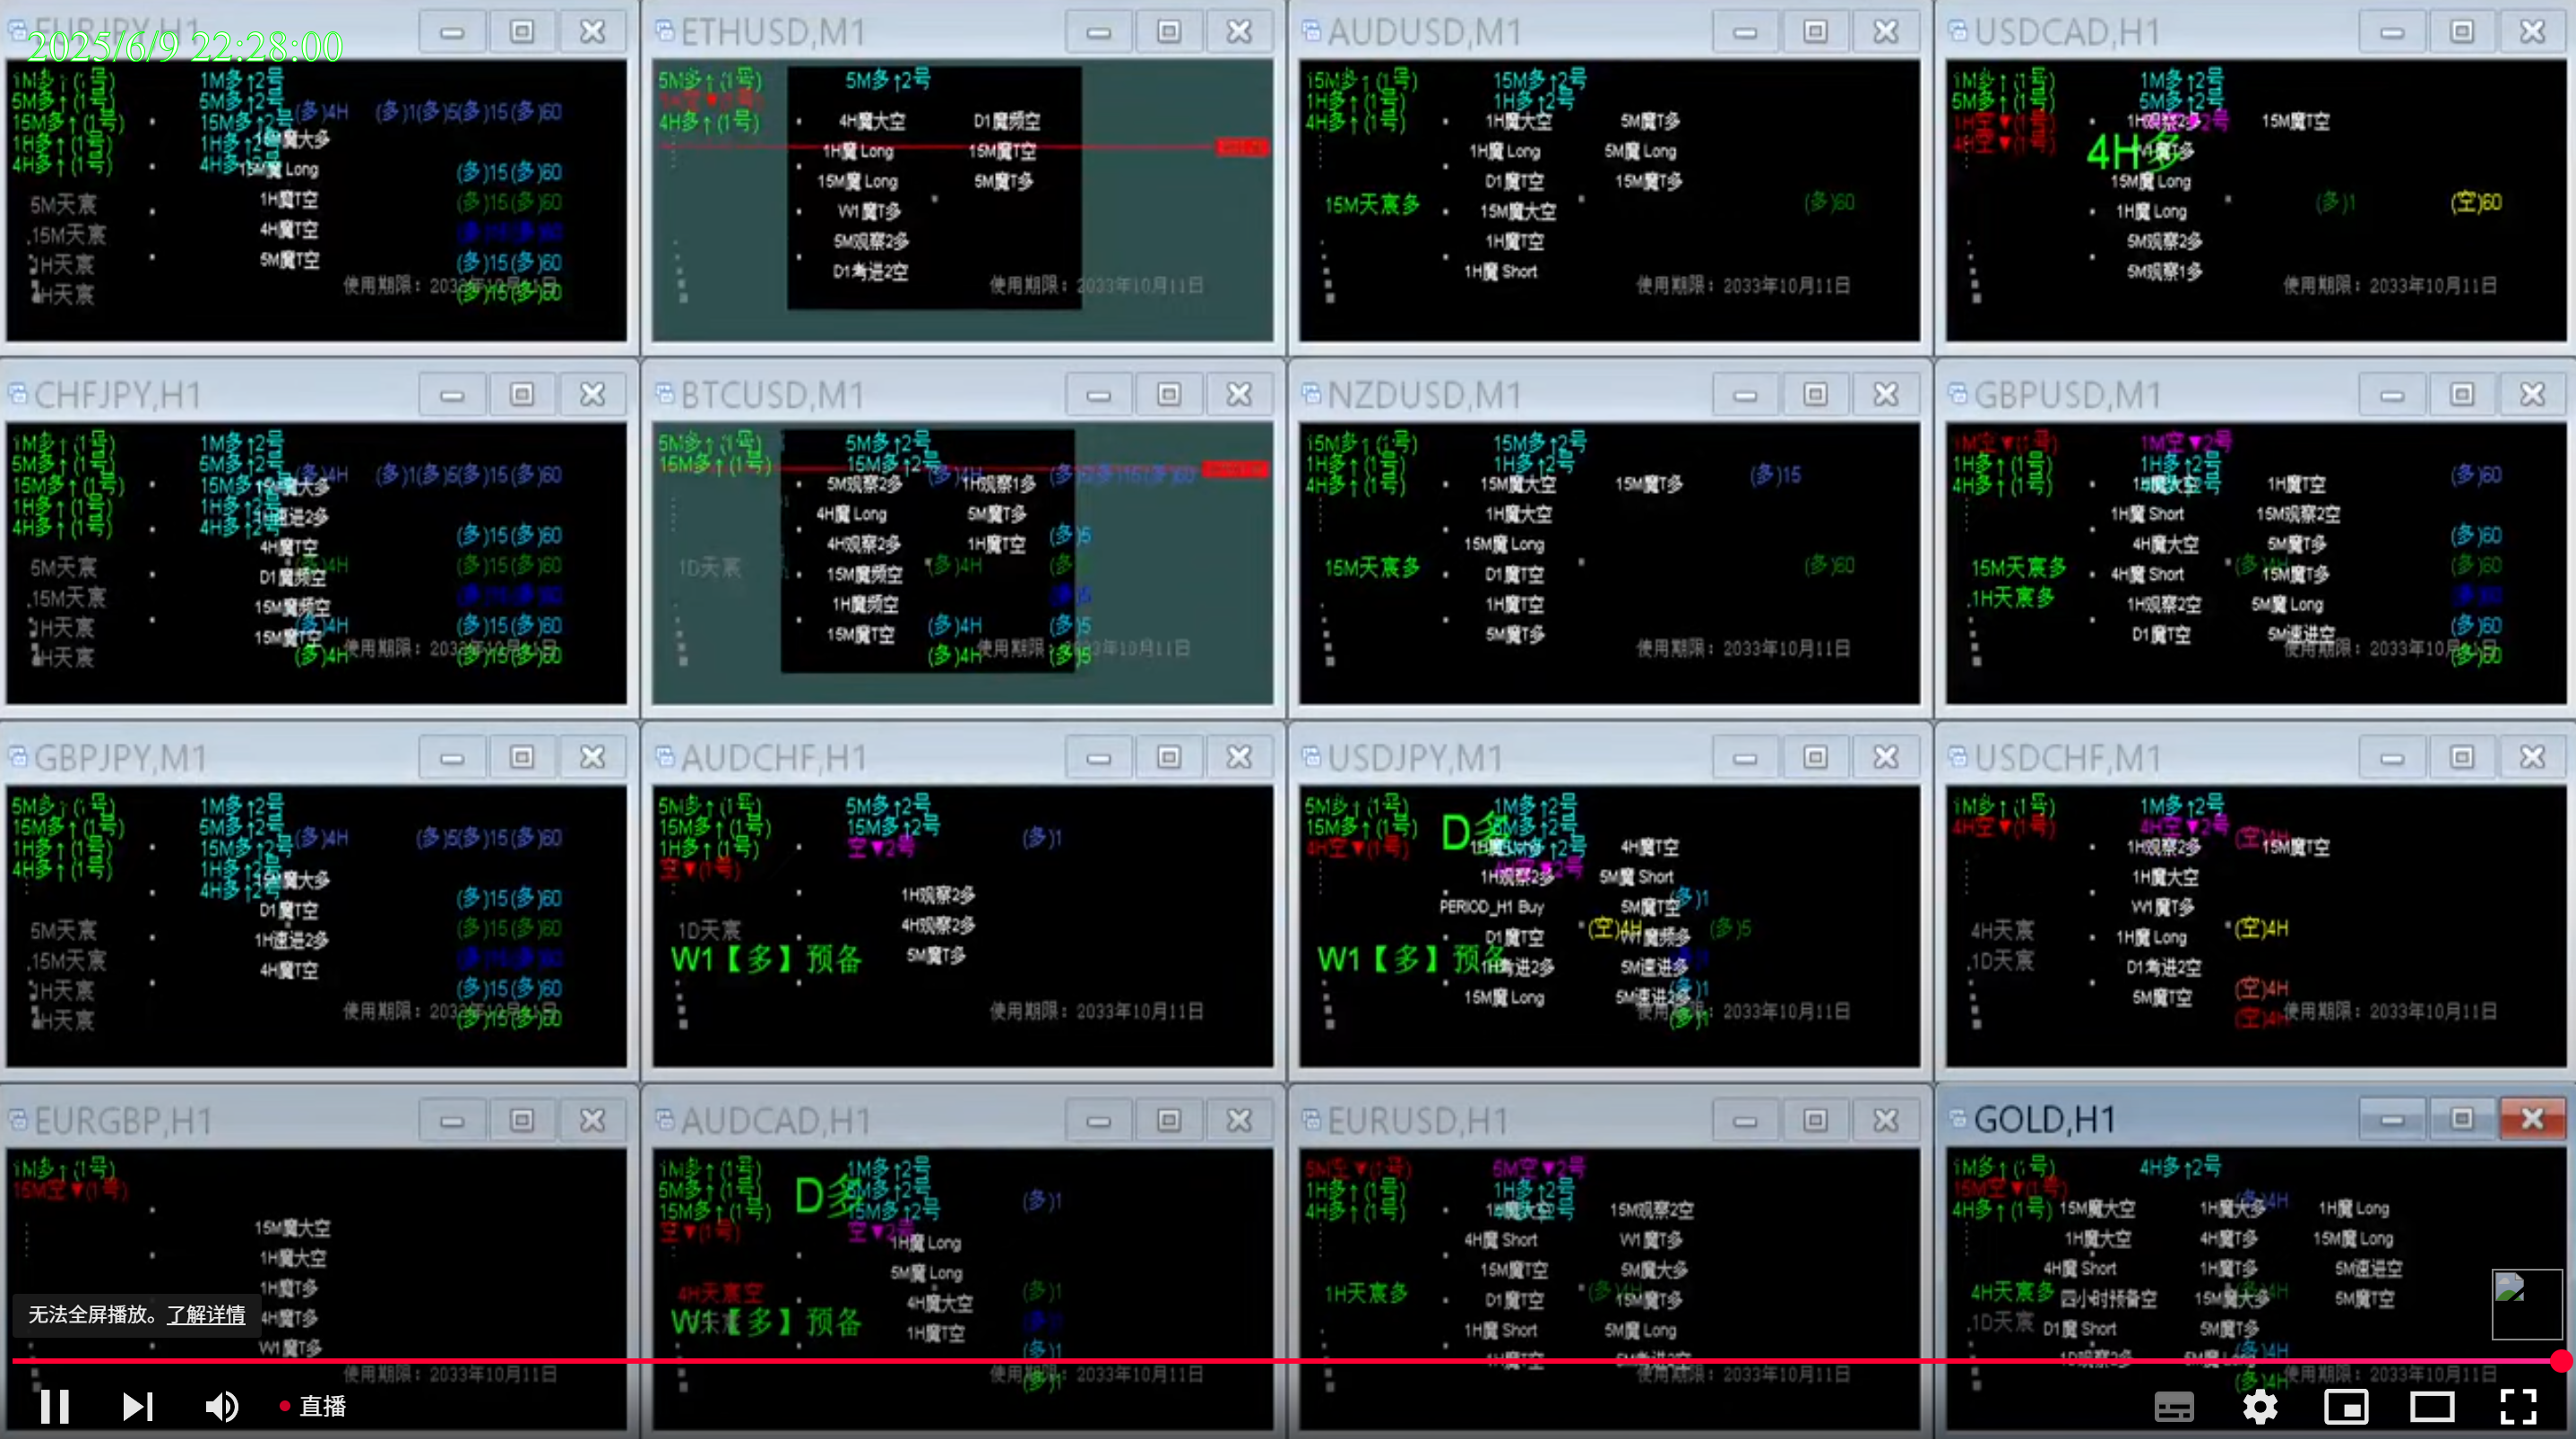 EURJPY,H1
2025/6/9 22:28:00
1M多↑(1号) 1M多↑2号
5M多↑(1号) 5M多↑2号 (多)4H (多)1(多)5(多)15(多)60
15M多↑(1号) 15M多↑2号
1H多↑(1号) 1H多↑2号
4H多↑(1号) 4H多↑2号
15M魔 Long (多)15(多)60
5M天宸 1H魔T空 (多)15(多)60
15M天宸 4H魔T空 (多)15(多)60
1H天宸 5M魔T空 (多)15(多)60
4H天宸 (多)15(多)60
使用期限：2033年10月11日
ETHUSD,M1
5M多↑(1号) 5M多↑2号
4H多↑(1号) 4H魔大空 D1魔频空
1H魔 Long 15M魔T空
15M魔 Long 5M魔T多
W1魔T多
5M观察2多
D1考进2空
使用期限：2033年10月11日
AUDUSD,M1
15M多↑(1号) 15M多↑2号
1H多↑(1号) 1H多↑2号
4H多↑(1号) 1H魔大空 5M魔T多
1H魔 Long 5M魔 Long
D1魔T空 15M魔T多
15M天宸多 15M魔大空 (多)60
1H魔T空
1H魔 Short
使用期限：2033年10月11日
USDCAD,H1
1M多↑(1号) 1M多↑2号
5M多↑(1号) 5M多↑2号
1H空▼(1号) 1H观察2多 15M魔T空
4H空▼(1号) 4H多
15M魔 Long
1H魔 Long (多)1 (空)60
5M观察2多
5M观察1多
使用期限：2033年10月11日
CHFJPY,H1
1M多↑(1号) 1M多↑2号
5M多↑(1号) 5M多↑2号 (多)4H (多)1(多)5(多)15(多)60
15M多↑(1号) 15M多↑2号
1H多↑(1号) 1H多↑2号
4H多↑(1号) 4H多↑2号
1H速进2多 (多)15(多)60
4H魔T空
5M天宸 D1魔频空 (多)4H (多)15(多)60
15M天宸 15M魔频空 (多)15(多)60
1H天宸 15M魔T空 (多)4H (多)15(多)60
4H天宸 (多)4H (多)15(多)60
使用期限：2033年10月11日
BTCUSD,M1
5M多↑(1号) 5M多↑2号
15M多↑(1号) 15M多↑2号 (多)4H
5M观察2多 1H观察1多
4H魔 Long 5M魔T多
4H观察2多 1H魔T空 (多)5
1D天宸 15M魔频空 (多)4H
1H魔频空 (多)5
15M魔T空 (多)4H (多)5
(多)4H (多)5
使用期限：2033年10月11日
NZDUSD,M1
15M多↑(1号) 15M多↑2号
1H多↑(1号) 1H多↑2号 (多)15
4H多↑(1号) 15M魔大空 15M魔T多
1H魔大空
15M魔 Long
15M天宸多 D1魔T空 (多)60
1H魔T空
5M魔T多
使用期限：2033年10月11日
GBPUSD,M1
1M空▼(1号) 1M空▼2号
1H多↑(1号) 1H多↑2号 (多)60
4H多↑(1号) 1H魔大空 1H魔T空
1H魔 Short 15M观察2空
4H魔大空 5M魔T多 (多)60
15M天宸多 4H魔 Short 15M魔T多 (多)60
1H天宸多 1H观察2空 5M魔 Long
D1魔T空 5M速进空 (多)60
(多)60
使用期限：2033年10月11日
GBPJPY,M1
5M多↑(1号) 1M多↑2号
15M多↑(1号) 5M多↑2号 (多)4H (多)5(多)15(多)60
1H多↑(1号) 15M多↑2号
4H多↑(1号) 1H多↑2号
4H多↑2号
D1魔T空 (多)15(多)60
5M天宸 1H速进2多 (多)15(多)60
15M天宸 4H魔T空 (多)15(多)60
1H天宸 (多)15(多)60
4H天宸 (多)15(多)60
使用期限：2033年10月11日
AUDCHF,H1
5M多↑(1号) 5M多↑2号
15M多↑(1号) 15M多↑2号 (多)1
1H多↑(1号) 空▼2号
空▼(1号)
1H观察2多
1D天宸 4H观察2多
W1【多】预备 5M魔T多
使用期限：2033年10月11日
USDJPY,M1
5M多↑(1号) 1M多↑2号
15M多↑(1号) D多 5M多↑2号
4H空▼(1号) 1H魔 Long 4H魔T空
1H观察2多 5M魔 Short
PERIOD_H1 Buy 5M魔T空 (多)1
D1魔T空 (空)4H W1魔频多 (多)5
W1【多】预备 1H考进2多 5M速进多
15M魔 Long 5M速进2多 (多)1
(多)1
使用期限：2033年10月11日
USDCHF,M1
1M多↑(1号) 1M多↑2号
4H空▼(1号) 4H空▼2号 (空)4H
1H观察2多 15M魔T空
1H魔大空
W1魔T多
4H天宸 1H魔 Long (空)4H
1D天宸 D1考进2空
5M魔T空 (空)4H
(空)4H
使用期限：2033年10月11日
EURGBP,H1
1M多↑(1号)
15M空▼(1号)
15M魔大空
1H魔大空
1H魔T多
4H魔T多
W1魔T多
使用期限：2033年10月11日
AUDCAD,H1
1M多↑(1号) 1M多↑2号
5M多↑(1号) D多 5M多↑2号 (多)1
15M多↑(1号) 15M多↑2号
空▼(1号) 空▼2号
1H魔 Long
5M魔 Long
4H天宸空 4H魔大空 (多)1
W1【多】预备 1H魔T空 (多)1
(多)1
使用期限：2033年10月11日
(多)1
EURUSD,H1
5M空▼(1号) 5M空▼2号
1H多↑(1号) 1H多↑2号
4H多↑(1号) 1H魔大空 15M观察2空
4H魔 Short W1魔T多
15M魔T空 5M魔大多
1H天宸多 D1魔T空 15M魔T多
1H魔 Short 5M魔 Long
使用期限：2033年10月11日
GOLD,H1
1M多↑(1号) 4H多↑2号
15M空▼(1号) (多)4H
4H多↑(1号) 15M魔大空 1H魔大多 1H魔 Long
1H魔大空 4H魔T多 15M魔 Long
4H魔 Short 1H魔T多 5M速进空
4H天宸多 四小时预备空 15M魔大多 5M魔T空
1D天宸 D1魔 Short 5M魔T多
1D观察2多 (多)4H
使用期限：2033年10月11日
(多)4H
无法全屏播放。了解详情
直播